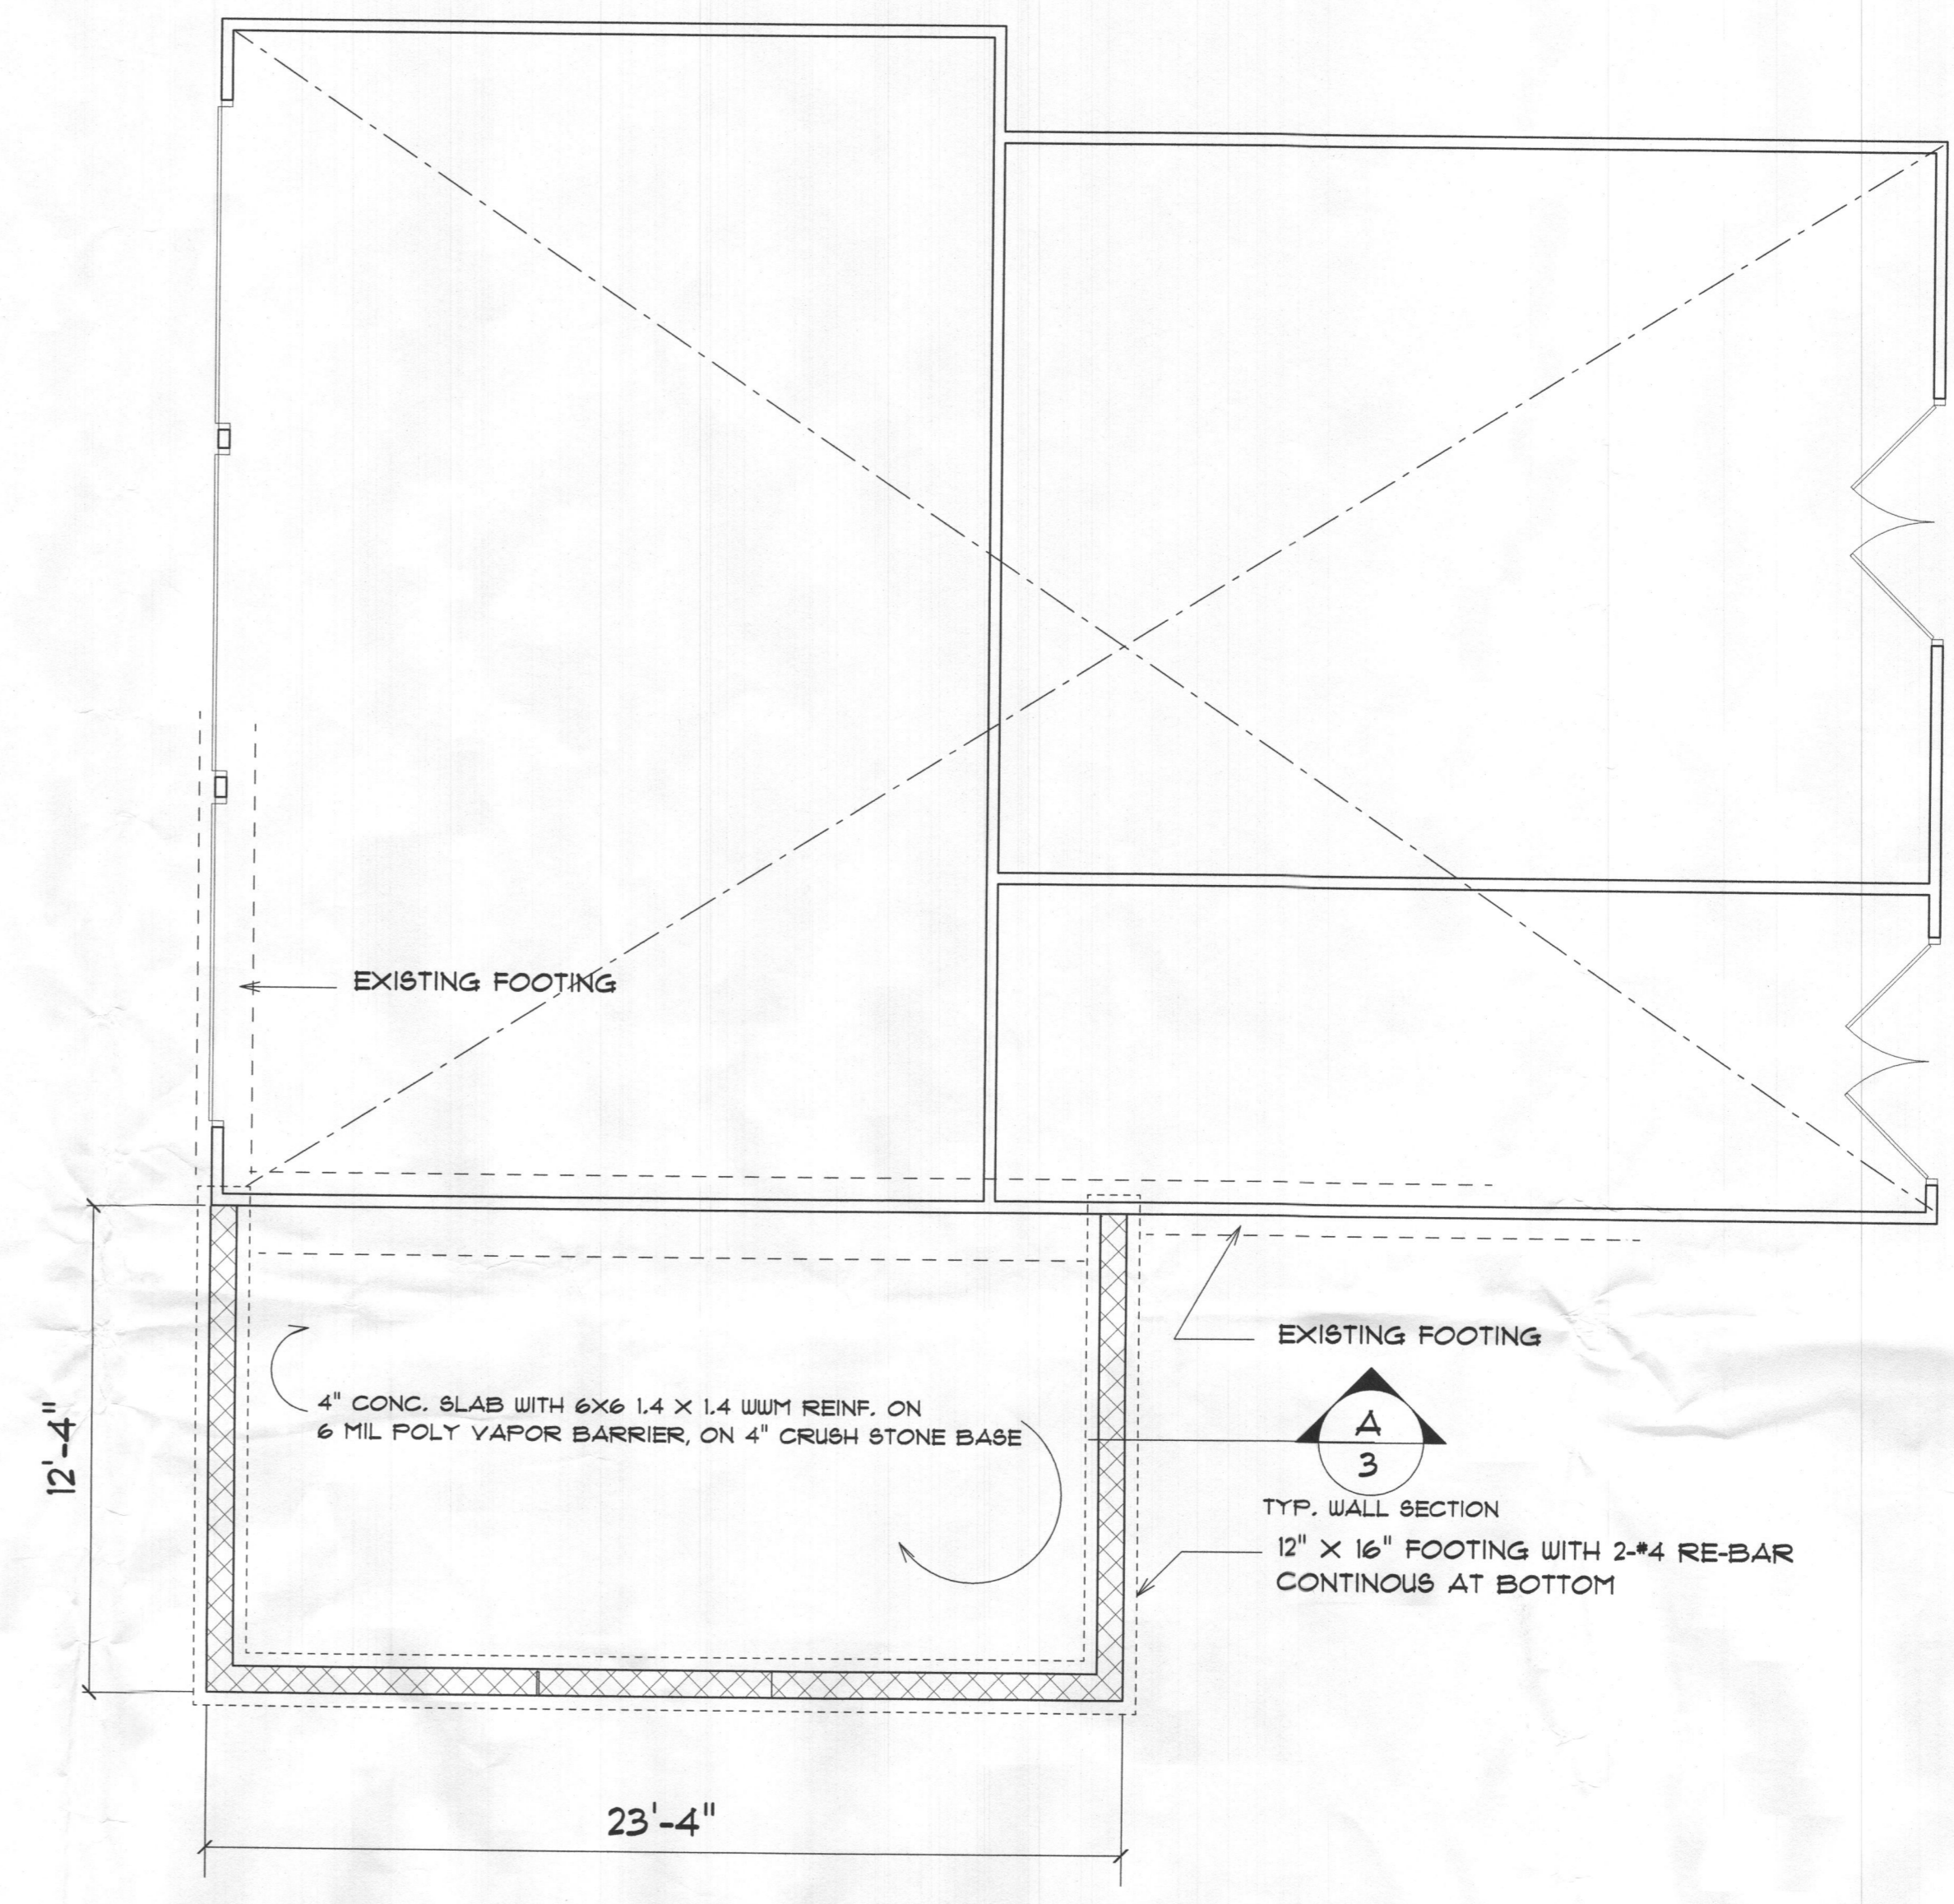 EXISTING FOOTING
EXISTING FOOTING
4" CONC. SLAB WITH 6X6 1.4 X 1.4 WWM REINF. ON
6 MIL POLY VAPOR BARRIER, ON 4" CRUSH STONE BASE
12'-4"
A
3
TYP. WALL SECTION
12" X 16" FOOTING WITH 2-#4 RE-BAR
CONTINOUS AT BOTTOM
23'-4"